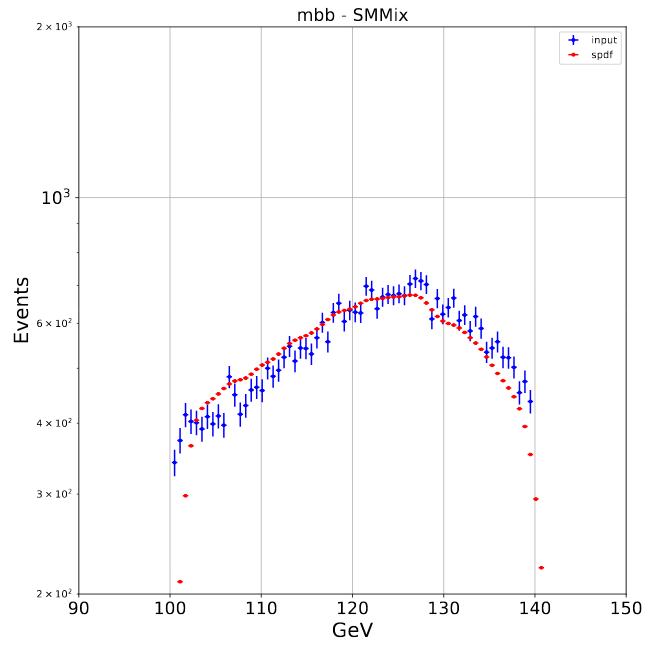 mbb - SMMix
input
spdf
Events
2 × 10³
10³
6 × 10²
4 × 10²
3 × 10²
2 × 10²
90 100 110 120 130 140 150
GeV